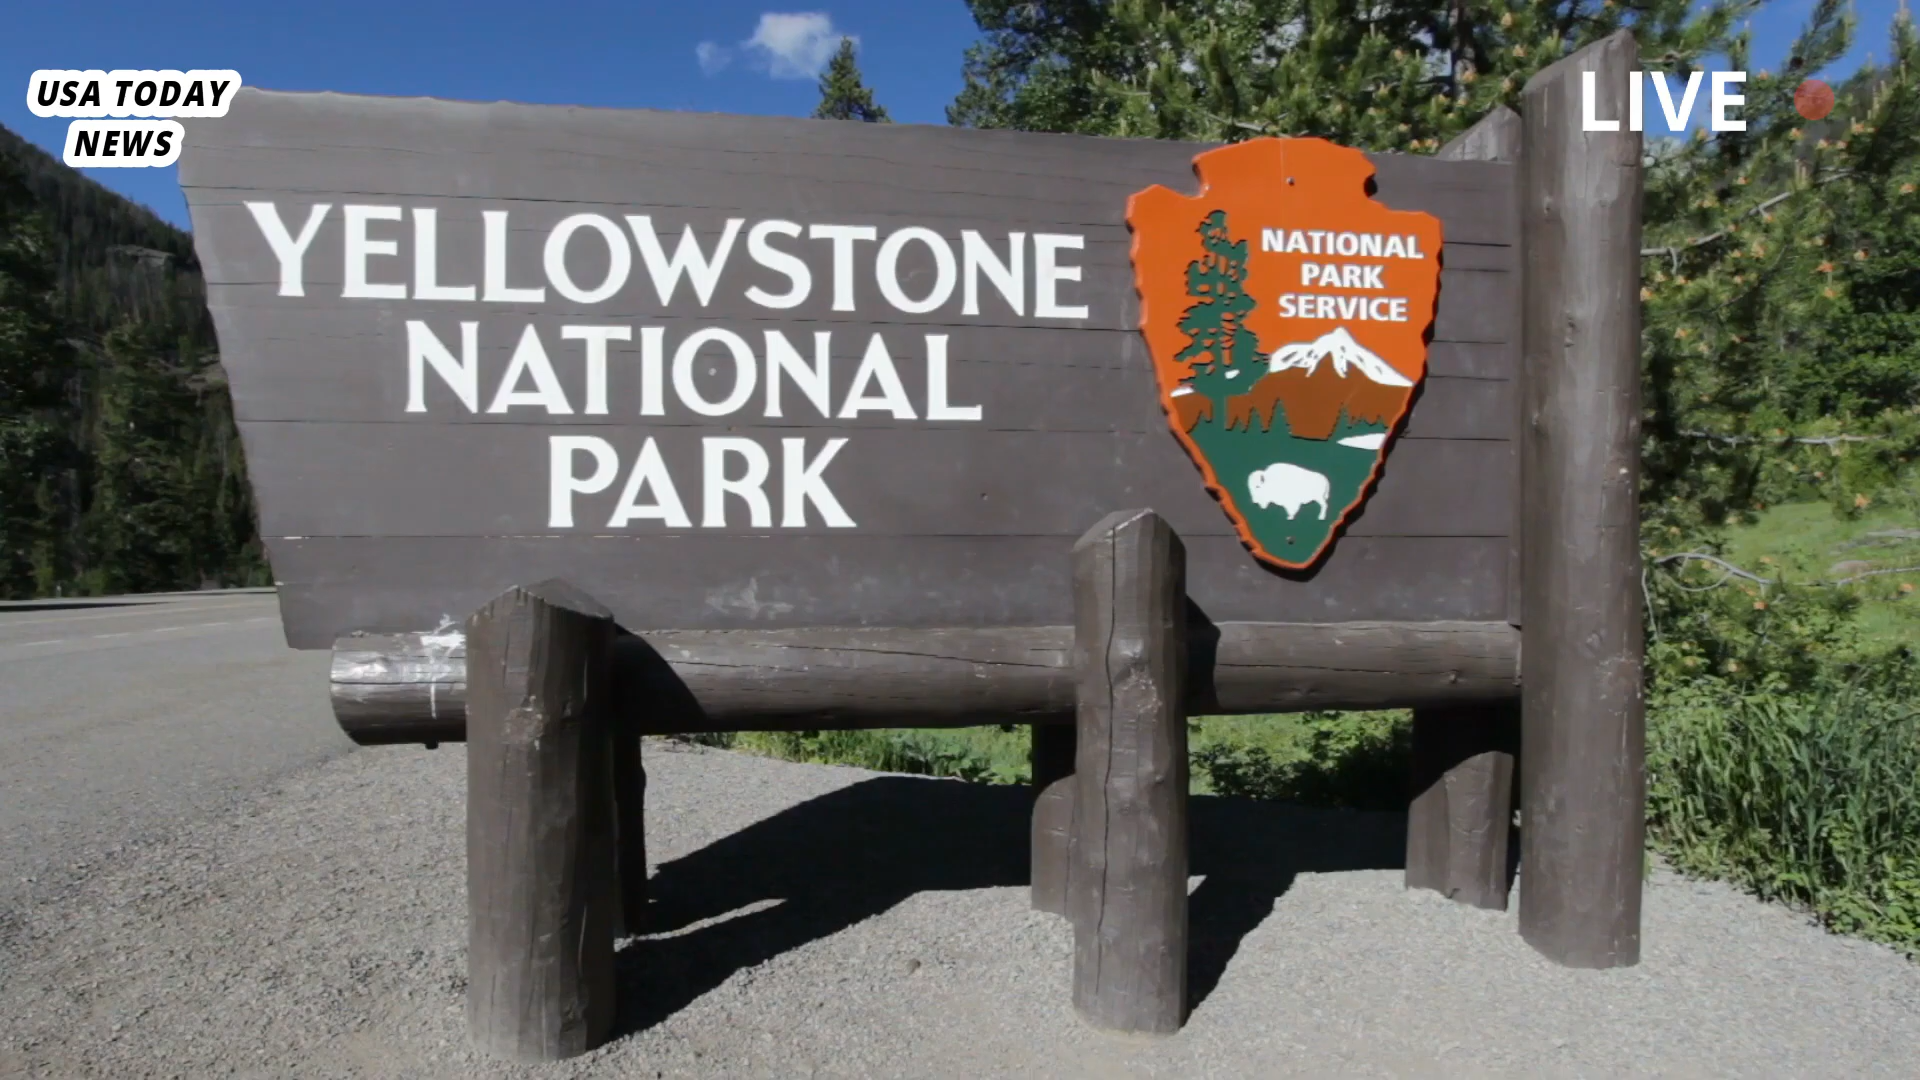 USA TODAY
NEWS
LIVE
YELLOWSTONE
NATIONAL
PARK
NATIONAL
PARK
SERVICE